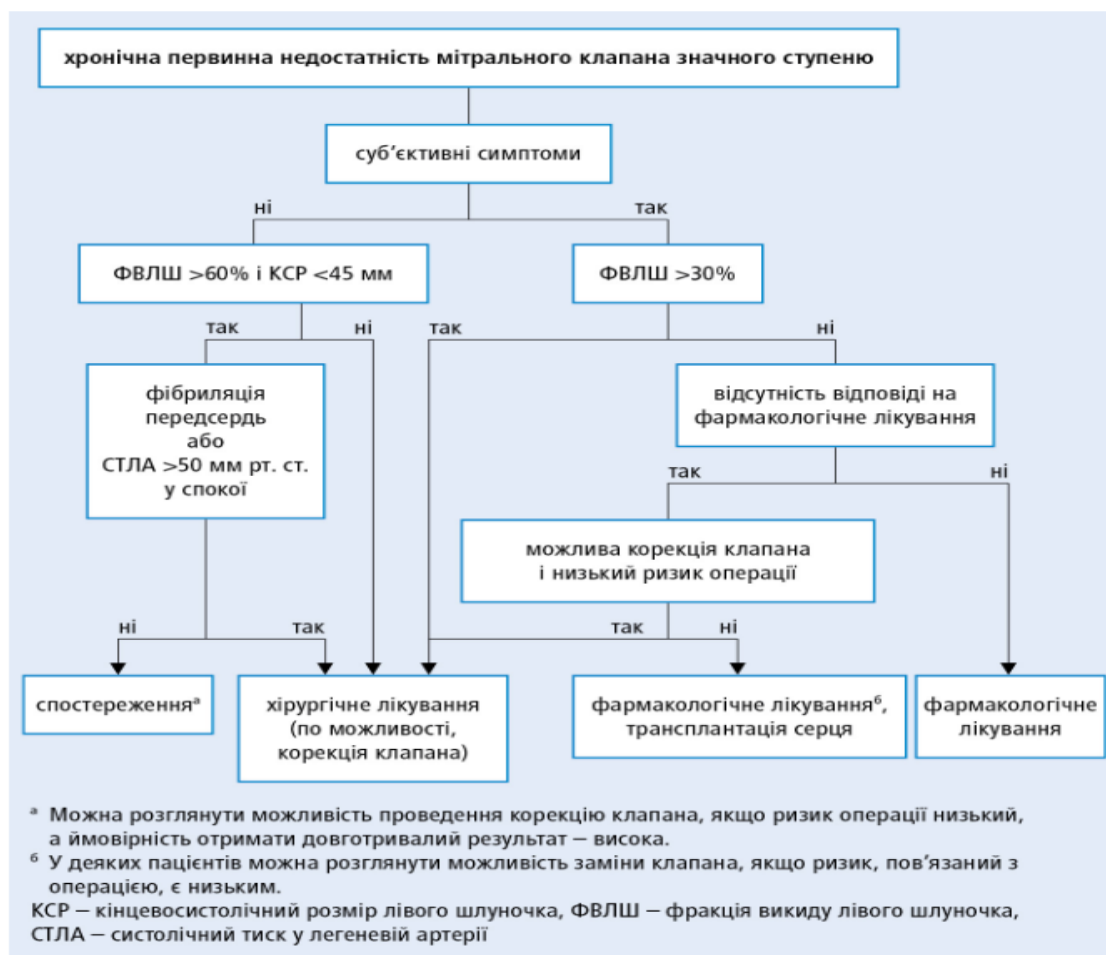 хронічна первинна недостатність мітрального клапана значного ступеню
суб’єктивні симптоми
ні
так
ФВЛШ >60% і КСР <45 мм
ФВЛШ >30%
так
ні
так
ні
фібриляція
передсердь
або
СТЛА >50 мм рт. ст.
у спокої
відсутність відповіді на
фармакологічне лікування
так
ні
можлива корекція клапана
і низький ризик операції
ні
так
так
ні
спостереженняᵃ
хірургічне лікування
(по можливості,
корекція клапана)
фармакологічне лікуванняᵇ,
трансплантація серця
фармакологічне
лікування
ᵃ Можна розглянути можливість проведення корекцію клапана, якщо ризик операції низький,
а ймовірність отримати довготривалий результат – висока.
б У деяких пацієнтів можна розглянути можливість заміни клапана, якщо ризик, пов’язаний з
операцією, є низьким.
КСР – кінцевосистолічний розмір лівого шлуночка, ФВЛШ – фракція викиду лівого шлуночка,
СТЛА – систолічний тиск у легеневій артерії